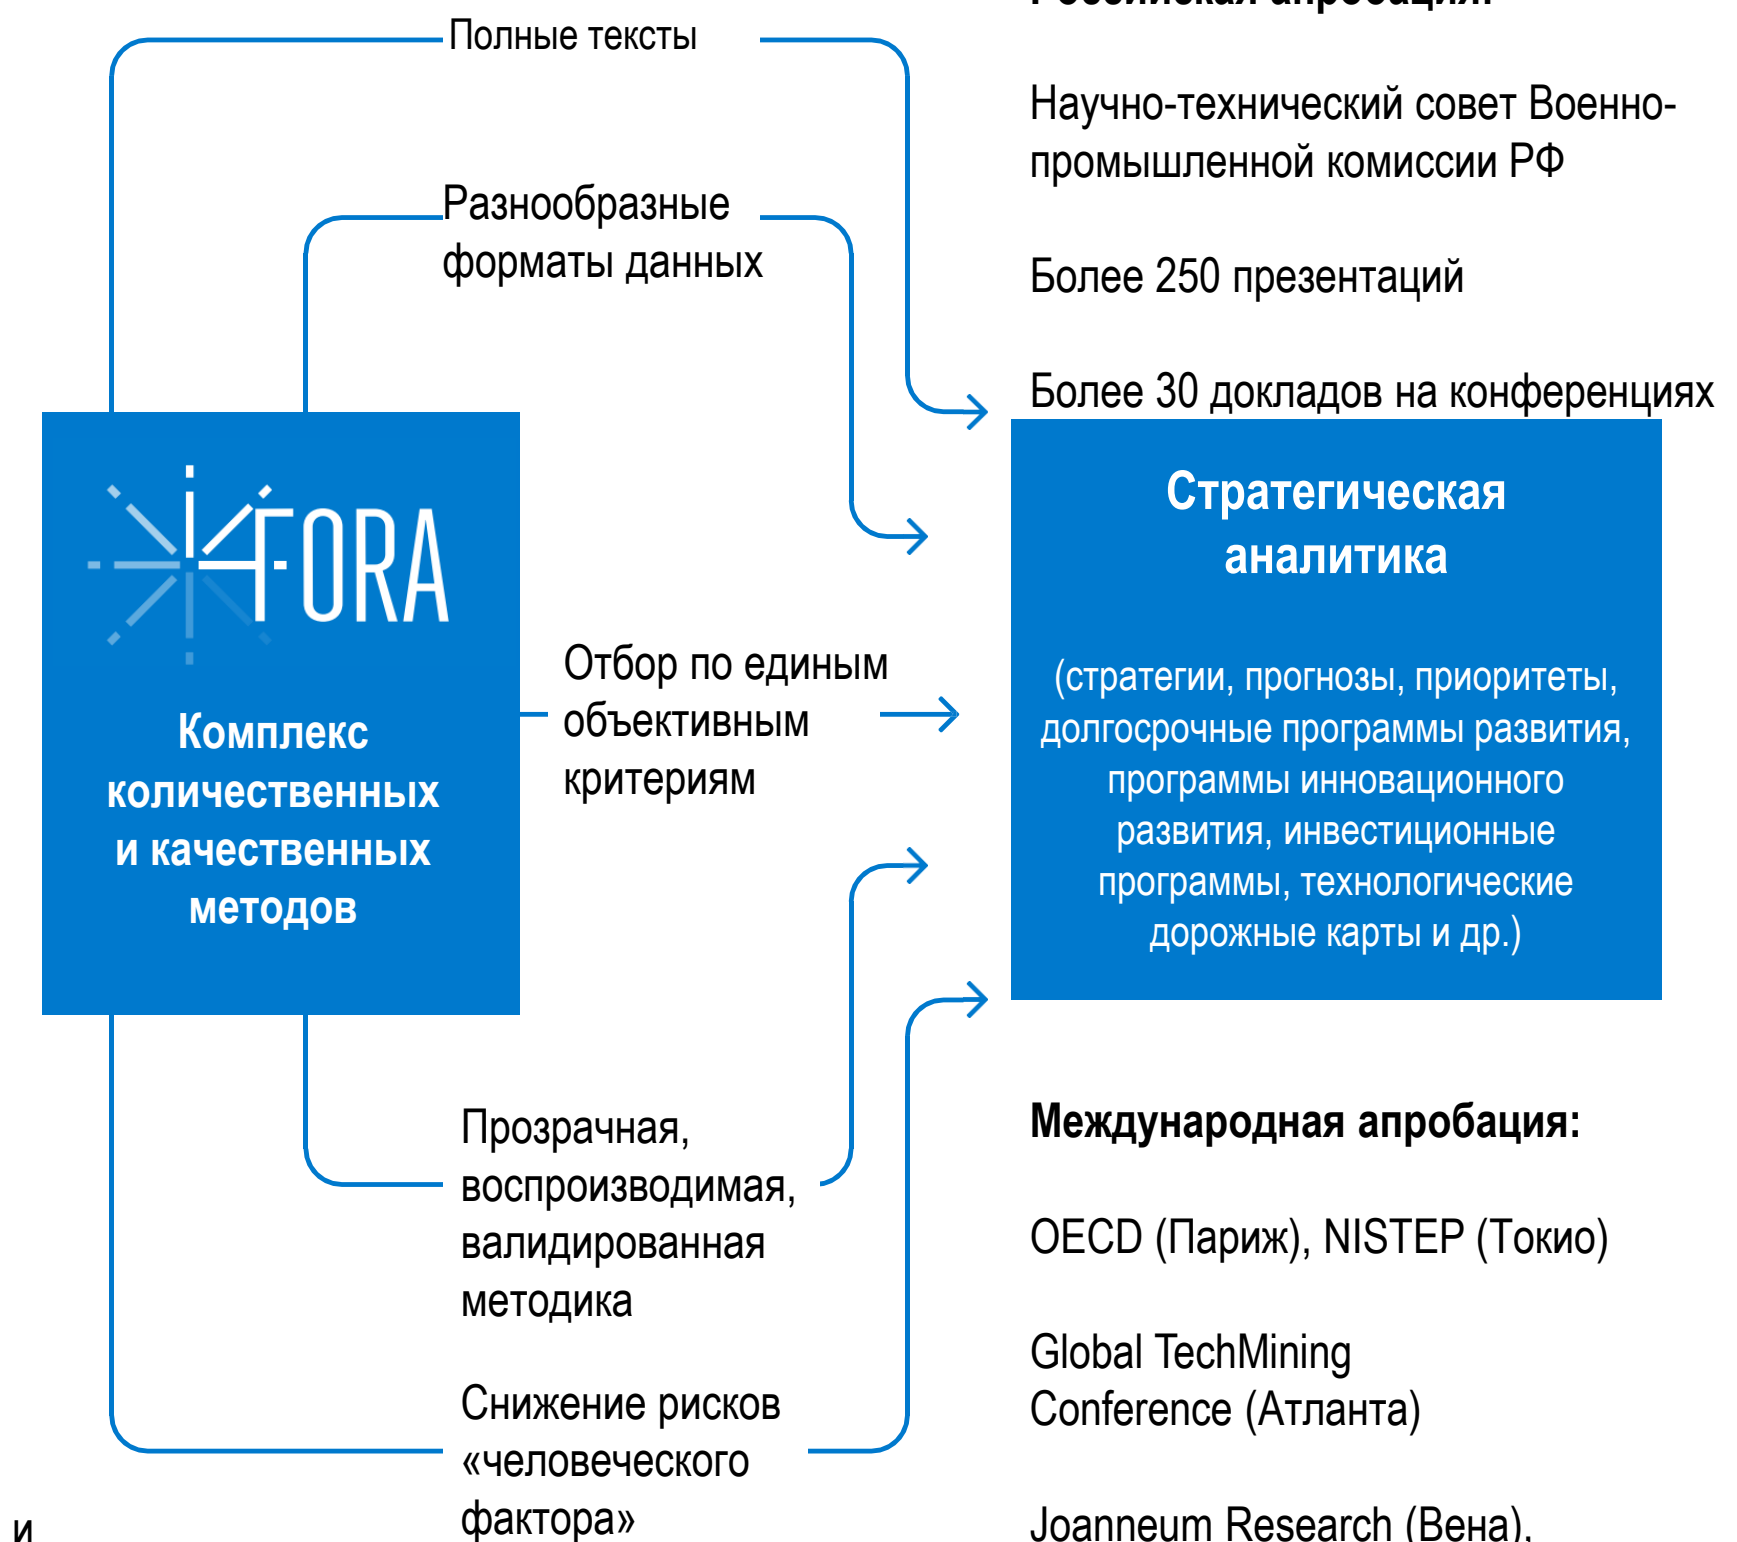 Российская апробация:
Полные тексты
Научно-технический совет Военно-
промышленной комиссии РФ
Разнообразные
форматы данных
Более 250 презентаций
Более 30 докладов на конференциях
iFORA
Комплекс
количественных
и качественных
методов
Отбор по единым
объективным
критериям
Стратегическая
аналитика
(стратегии, прогнозы, приоритеты,
долгосрочные программы развития,
программы инновационного
развития, инвестиционные
программы, технологические
дорожные карты и др.)
Прозрачная,
воспроизводимая,
валидированная
методика
Снижение рисков
«человеческого
фактора»
Международная апробация:
OECD (Париж), NISTEP (Токио)
Global TechMining
Conference (Атланта)
Joanneum Research (Вена),
и